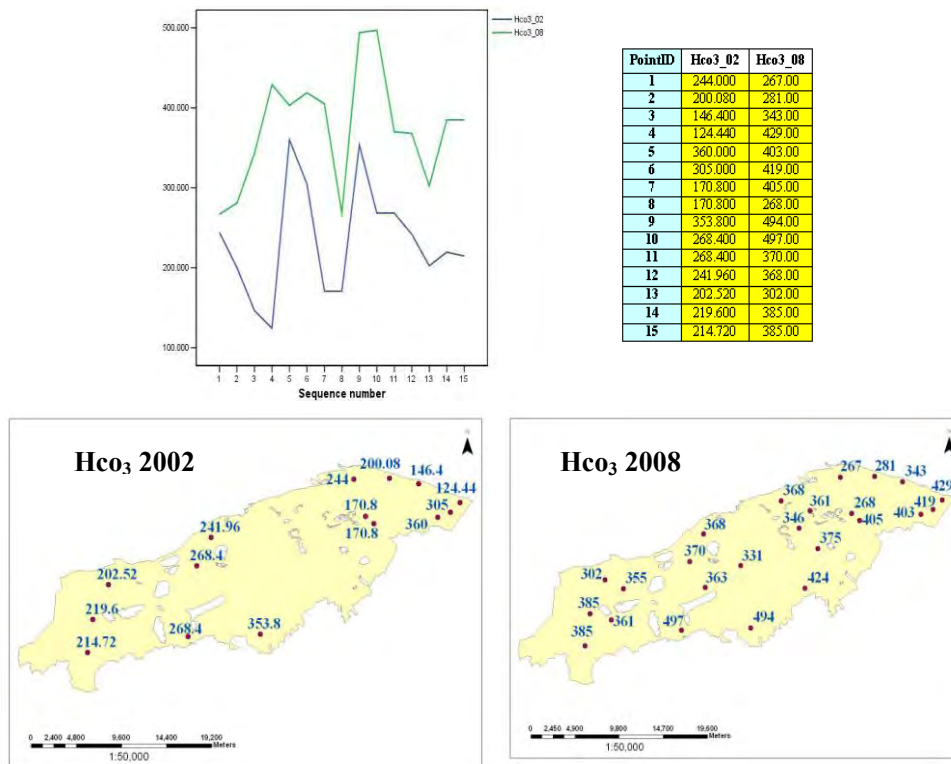 500.000
400.000
300.000
200.000
100.000
1 2 3 4 5 6 7 8 9 10 11 12 13 14 15
Sequence number
Hco3_02
Hco3_08
PointID Hco3_02 Hco3_08
1 244.000 267.00
2 200.080 281.00
3 146.400 343.00
4 124.440 429.00
5 360.000 403.00
6 305.000 419.00
7 170.800 405.00
8 170.800 268.00
9 353.800 494.00
10 268.400 497.00
11 268.400 370.00
12 241.960 368.00
13 202.520 302.00
14 219.600 385.00
15 214.720 385.00
Hco₃ 2002
200.08
244
146.4
124.44
305
360
170.8
170.8
241.96
268.4
202.52
219.6
214.72
268.4
353.8
0 2,400 4,800 9,600 14,400 19,200
Meters
1:50,000
Hco₃ 2008
267 281 343
429
419
403
368
361
268
405
346
375
368
370
331
363
424
302
355
385
361
385
497
494
0 2,450 4,900 9,800 14,700 19,600
Meters
1:50,000